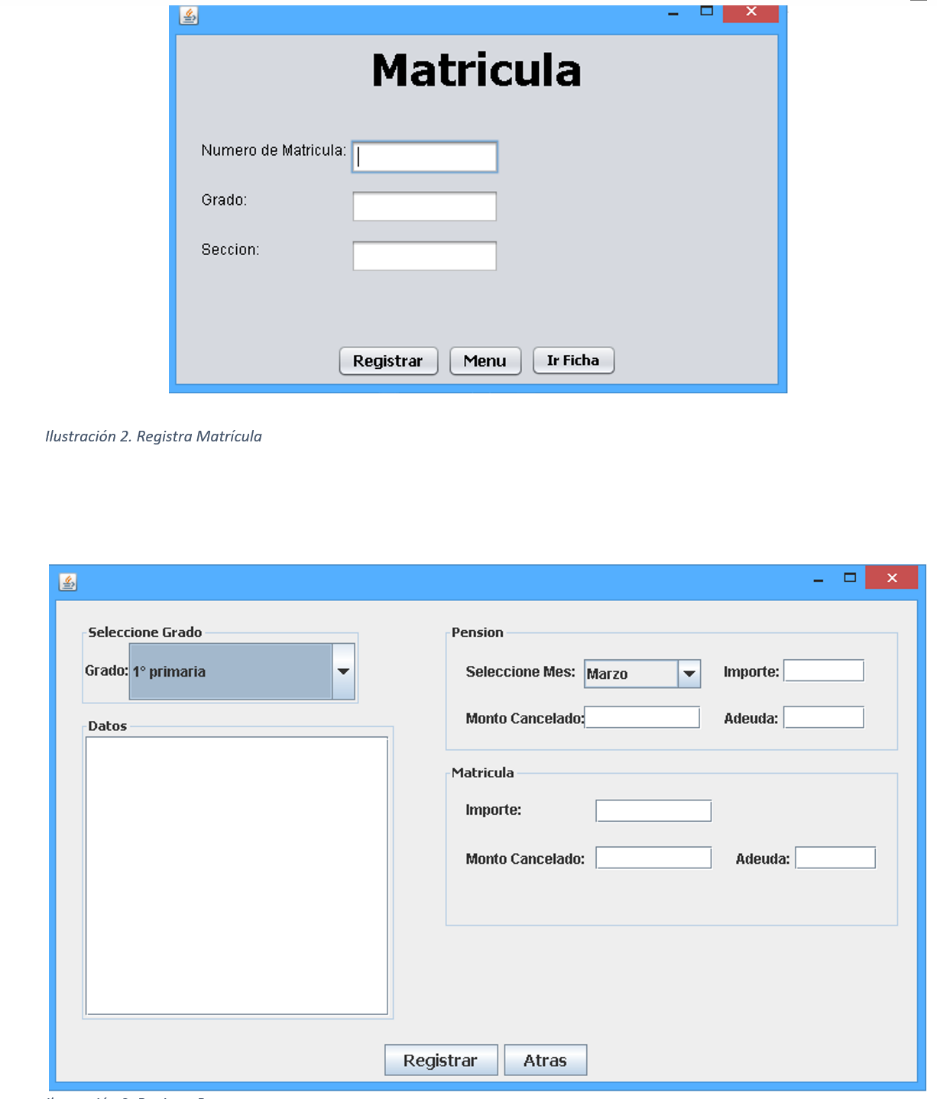 Matricula
Numero de Matricula:
Grado:
Seccion:
Registrar Menu Ir Ficha
Ilustración 2. Registra Matrícula
Seleccione Grado
Grado: 1° primaria
Datos
Pension
Seleccione Mes: Marzo Importe:
Monto Cancelado: Adeuda:
Matricula
Importe:
Monto Cancelado: Adeuda:
Registrar Atras